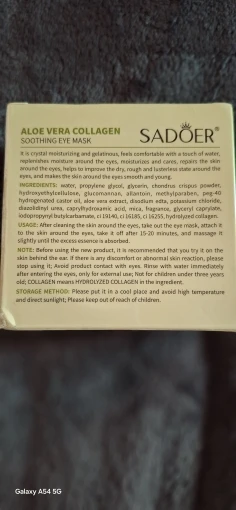 ALOE VERA COLLAGEN
SOOTHING EYE MASK
SADOER®
It is crystal moisturizing and gelatinous, feels comfortable with a touch of water,
replenishes moisture around the eyes, moisturizes and cares, repairs the skin
around the eyes, helps to improve the dry, rough and lusterless state around the
eyes, and makes the skin around the eyes smooth and young.
INGREDIENTS: water, propylene glycol, glycerin, chondrus crispus powder,
hydroxyethylcellulose, glucomannan, allantoin, methylparaben, peg-40
hydrogenated castor oil, aloe vera extract, disodium edta, potassium chloride,
diazolidinyl urea, caprylhydroxamic acid, mica, fragrance, glyceryl caprylate,
iodopropynyl butylcarbamate, ci 19140, ci 16185, ci 16255, hydrolyzed collagen.
USAGE: After cleaning the skin around the eyes, take out the eye mask, attach it
to the skin around the eyes, take it off after 15-20 minutes, and massage it
slightly until the excess essence is absorbed.
NOTE: Before using the new product, it is recommended that you try it on the
skin behind the ear. If there is any discomfort or abnormal skin reaction, please
stop using it; Avoid product contact with eyes. Rinse with water immediately
after entering the eyes, only for external use; Not for children under three years
old; COLLAGEN means HYDROLYZED COLLAGEN in the ingredient.
STORAGE METHOD: Please put it in a cool place and avoid high temperature
and direct sunlight; Please keep out of reach of children.
Galaxy A54 5G